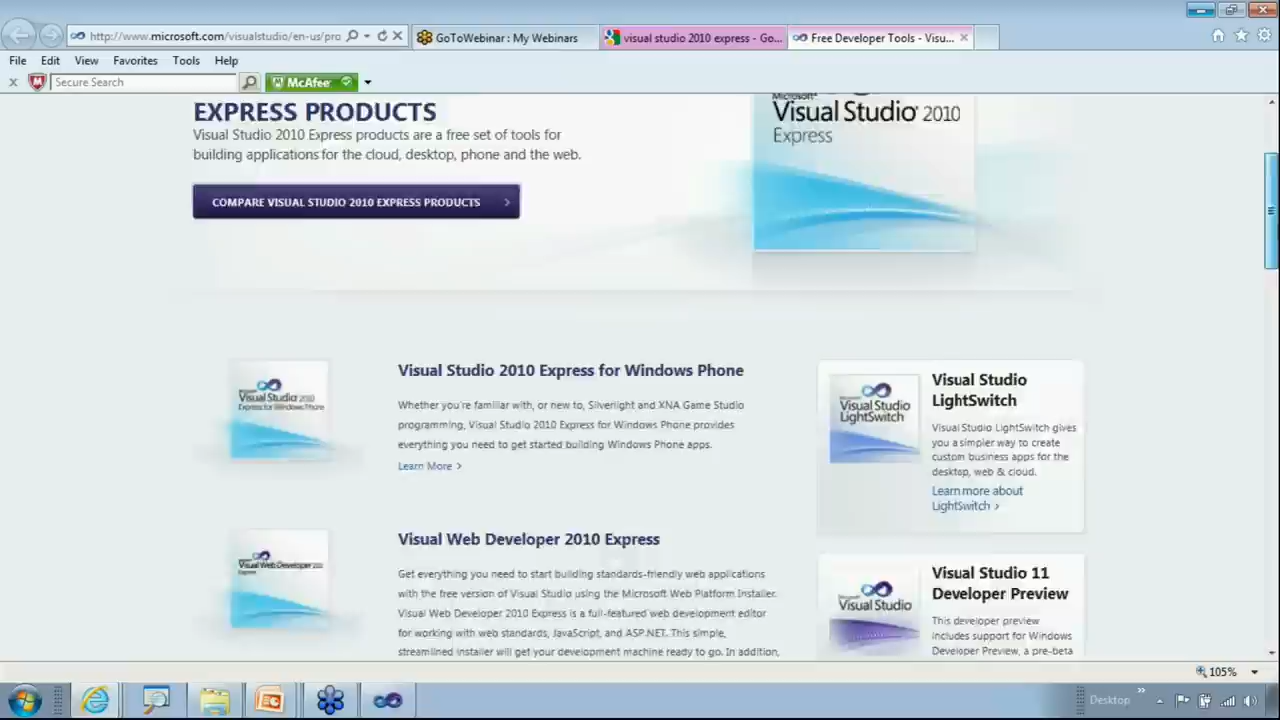 http://www.microsoft.com/visualstudio/en-us/pro
GoToWebinar : My Webinars
visual studio 2010 express - Go...
Free Developer Tools - Visu...
File Edit View Favorites Tools Help
x Secure Search McAfee
EXPRESS PRODUCTS
Visual Studio 2010 Express products are a free set of tools for
building applications for the cloud, desktop, phone and the web.
COMPARE VISUAL STUDIO 2010 EXPRESS PRODUCTS >
Microsoft®
Visual Studio® 2010
Express
Visual Studio 2010
Express for Windows Phone
Visual Studio 2010 Express for Windows Phone
Whether you're familiar with, or new to, Silverlight and XNA Game Studio
programming, Visual Studio 2010 Express for Windows Phone provides
everything you need to get started building Windows Phone apps.
Learn More >
Microsoft
Visual Studio
LightSwitch
Visual Studio
LightSwitch
Visual Studio LightSwitch gives
you a simpler way to create
custom business apps for the
desktop, web & cloud.
Learn more about
LightSwitch >
Visual Web Developer 2010
Express
Visual Web Developer 2010 Express
Get everything you need to start building standards-friendly web applications
with the free version of Visual Studio using the Microsoft Web Platform Installer.
Visual Web Developer 2010 Express is a full-featured web development editor
for working with web standards, JavaScript, and ASP.NET. This simple,
streamlined installer will get your development machine ready to go. In addition,
Microsoft
Visual Studio
Visual Studio 11
Developer Preview
This developer preview
includes support for Windows
Developer Preview, a pre-beta
105%
Desktop